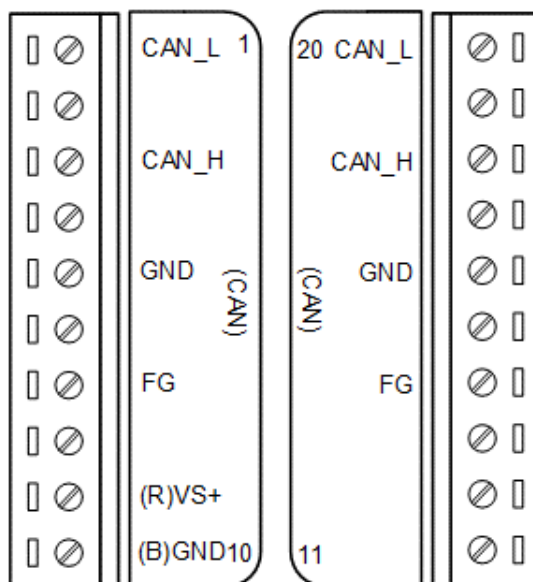 CAN_L 1
CAN_H
GND
(CAN)
FG
(R)VS+
(B)GND10
20 CAN_L
CAN_H
GND
(CAN)
FG
11